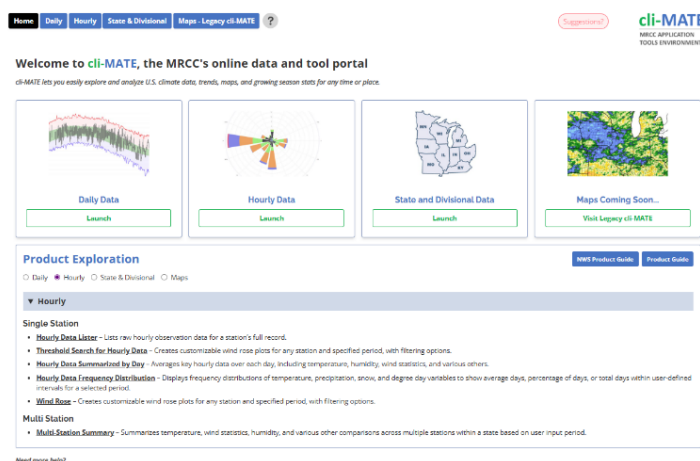 Home Daily Hourly State & Divisional Maps - Legacy cli-MATE ?
Suggestions?
cli-MATE
MRCC APPLICATION
TOOLS ENVIRONMENT
Welcome to cli-MATE, the MRCC's online data and tool portal
cli-MATE lets you easily explore and analyze U.S. climate data, trends, maps, and growing season stats for any time or place.
Daily Data
Launch
Hourly Data
Launch
State and Divisional Data
Launch
Maps Coming Soon...
Visit Legacy cli-MATE
Product Exploration
NWS Product Guide Product Guide
Daily Hourly State & Divisional Maps
▼ Hourly
Single Station
• Hourly Data Lister – Lists raw hourly observation data for a station's full record.
• Threshold Search for Hourly Data – Creates customizable wind rose plots for any station and specified period, with filtering options.
• Hourly Data Summarized by Day – Averages key hourly data over each day, including temperature, humidity, wind statistics, and various others.
• Hourly Data Frequency Distribution – Displays frequency distributions of temperature, precipitation, snow, and degree day variables to show average days, percentage of days, or total days within user-defined
intervals for a selected period.
• Wind Rose – Creates customizable wind rose plots for any station and specified period, with filtering options.
Multi Station
• Multi-Station Summary – Summarizes temperature, wind statistics, humidity, and various other comparisons across multiple stations within a state based on user input period.
Need more help?